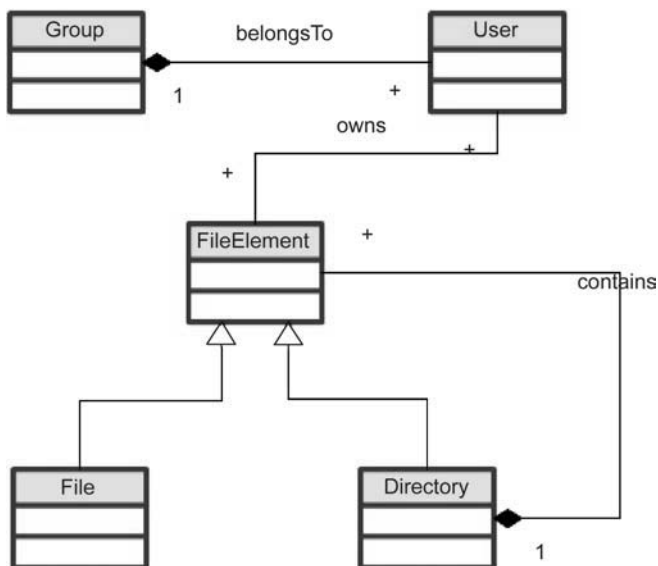 Group
User
belongsTo
1
+
owns
+
+
FileElement
+
contains
File
Directory
1